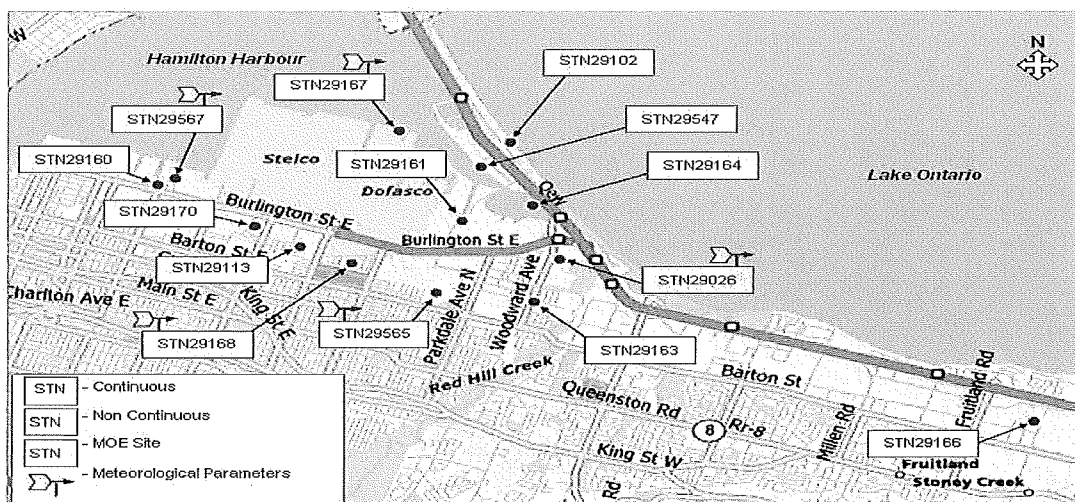 W
Hamilton Harbour
N
STN29102
STN29167
STN29567
STN29547
STN29160
Stelco
STN29161
STN29164
Dofasco
Lake Ontario
QEW
STN29170
Burlington St E
Burlington St E
Barton St E
STN29113
STN29026
Main St E
Charlton Ave E
King St E
STN29168
STN29565
Parkdale Ave N
Woodward Ave
STN29163
Red Hill Creek
Barton St
Queenston Rd
8
Rr-8
Millen Rd
Fruitland Rd
King St W
Rd
STN29166
Fruitland
Stoney Creek
STN - Continuous
STN - Non Continuous
STN - MOE Site
- Meteorological Parameters